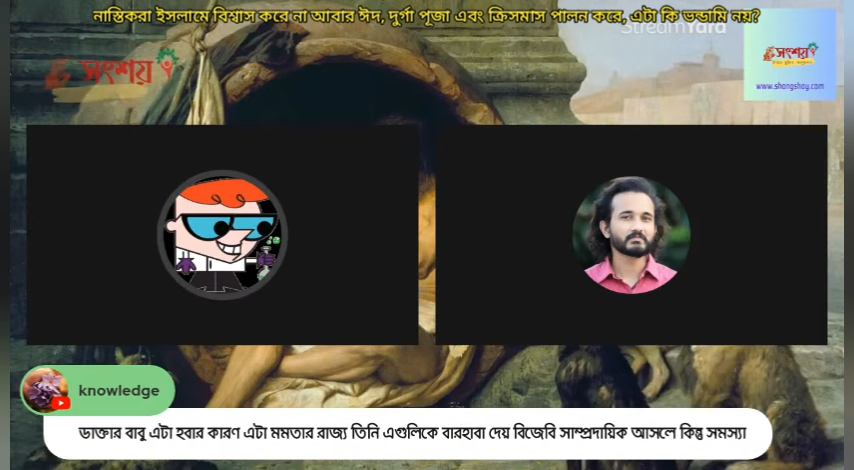 নাস্তিকরা ইসলামে বিশ্বাস করে না আবার ঈদ, দুর্গা পূজা এবং ক্রিসমাস পালন করে, এটা কি ভন্ডামি নয়?
StreamYard
সংশয়
সংশয়
www.shongshoy.com
knowledge
ডাক্তার বাবু এটা হবার কারণ এটা মমতার রাজ্য তিনি এগুলিকে বারহাবা দেয় বিজেবি সাম্প্রদায়িক আসলে কিন্তু সমস্যা